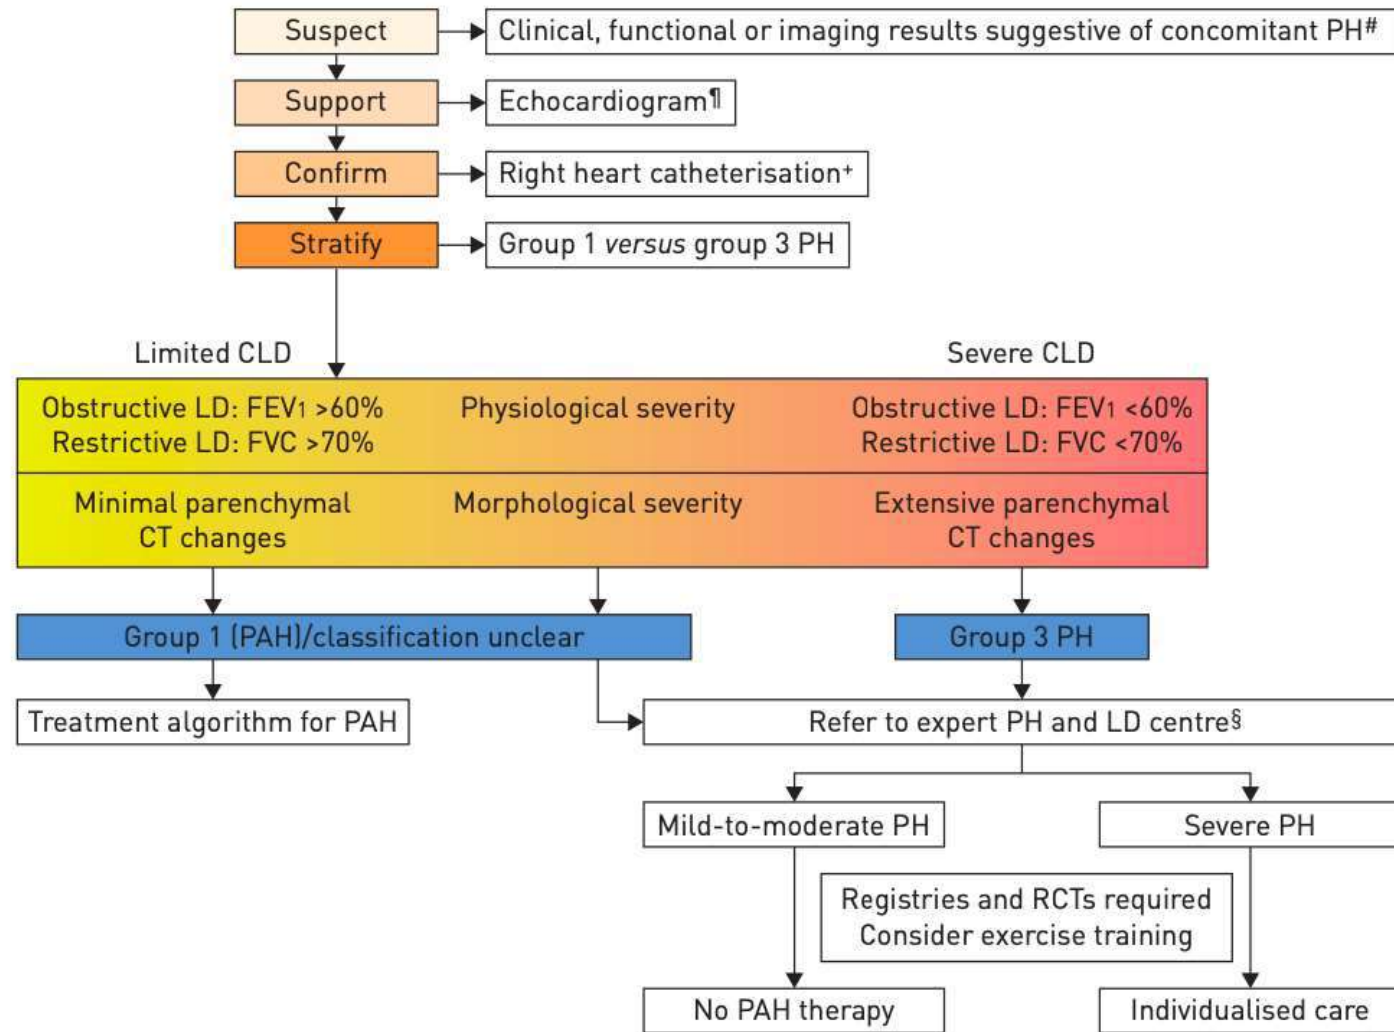 Suspect
Clinical, functional or imaging results suggestive of concomitant PH#
Support
Echocardiogram¶
Confirm
Right heart catheterisation+
Stratify
Group 1 versus group 3 PH
Limited CLD
Severe CLD
Obstructive LD: FEV1 >60%
Restrictive LD: FVC >70%
Physiological severity
Obstructive LD: FEV1 <60%
Restrictive LD: FVC <70%
Minimal parenchymal
CT changes
Morphological severity
Extensive parenchymal
CT changes
Group 1 (PAH)/classification unclear
Group 3 PH
Treatment algorithm for PAH
Refer to expert PH and LD centre§
Mild-to-moderate PH
Severe PH
Registries and RCTs required
Consider exercise training
No PAH therapy
Individualised care